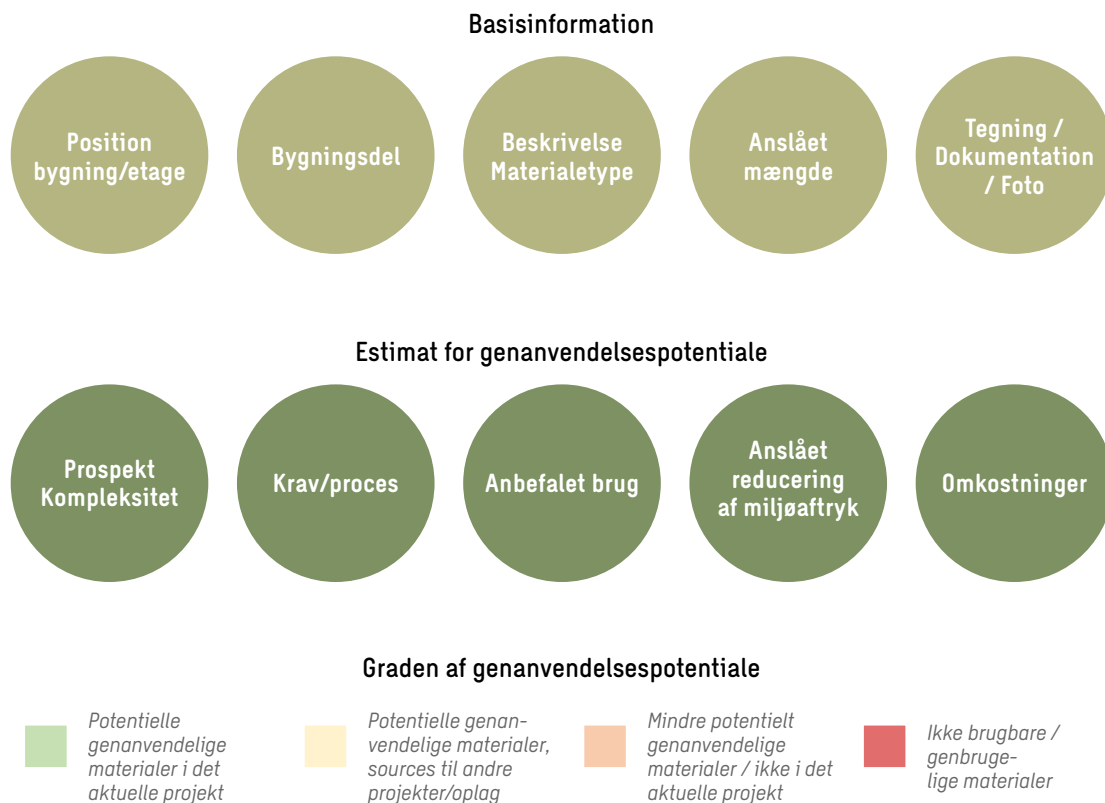 Basisinformation
Position
bygning/etage
Bygningsdel
Beskrivelse
Materialetype
Anslået
mængde
Tegning /
Dokumentation
/ Foto
Estimat for genanvendelsespotentiale
Prospekt
Kompleksitet
Krav/proces
Anbefalet brug
Anslået
reducering
af miljøaftryk
Omkostninger
Graden af genanvendelsespotentiale
Potentielle
genanvendelige
materialer i det
aktuelle projekt
Potentielle genan-
vendelige materialer,
sources til andre
projekter/oplag
Mindre potentielt
genanvendelige
materialer / ikke i det
aktuelle projekt
Ikke brugbare /
genbruge-
lige materialer